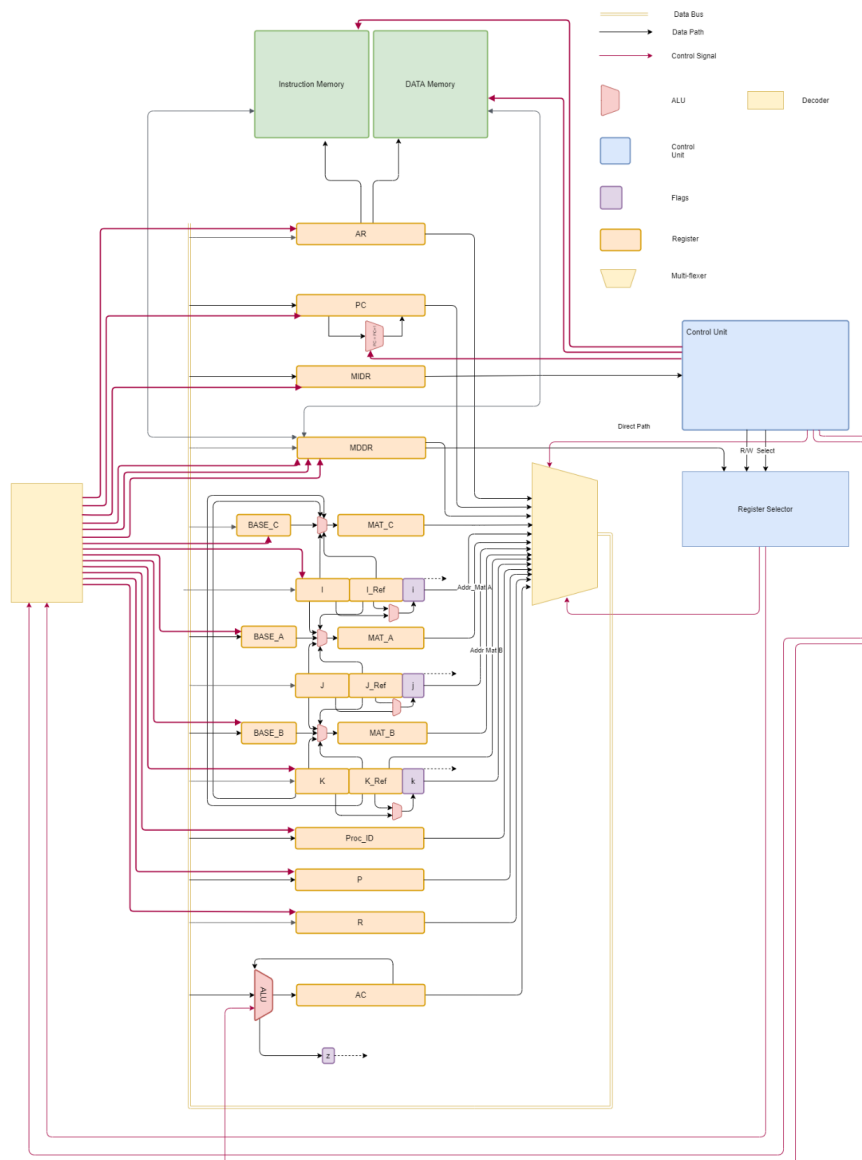 Data Bus
Data Path
Control Signal
ALU
Decoder
Control
Unit
Flags
Register
Multi-flexer
Instruction Memory
DATA Memory
AR
PC
Control Unit
MIDR
Direct Path
MDDR
R/W Select
Register Selector
BASE_C
MAT_C
I
I_Ref
i
Addr_Mat A
BASE_A
MAT_A
Addr Mat B
J
J_Ref
j
BASE_B
MAT_B
K
K_Ref
k
Proc_ID
P
R
ALU
AC
z